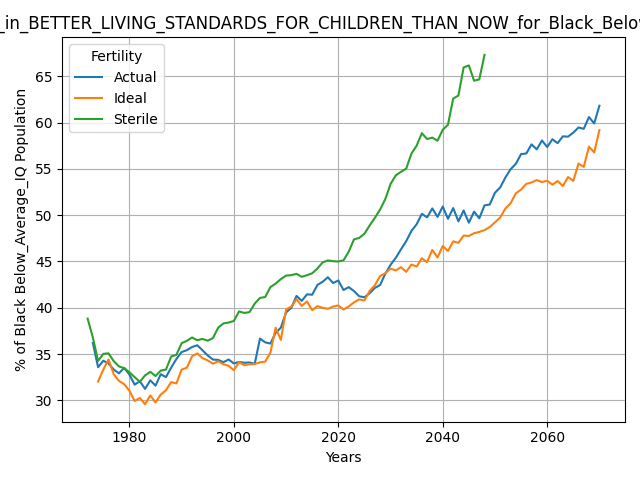 _in_BETTER_LIVING_STANDARDS_FOR_CHILDREN_THAN_NOW_for_Black_Below
Fertility
Actual
Ideal
Sterile
% of Black Below_Average_IQ Population
65
60
55
50
45
40
35
30
1980
2000
2020
2040
2060
Years